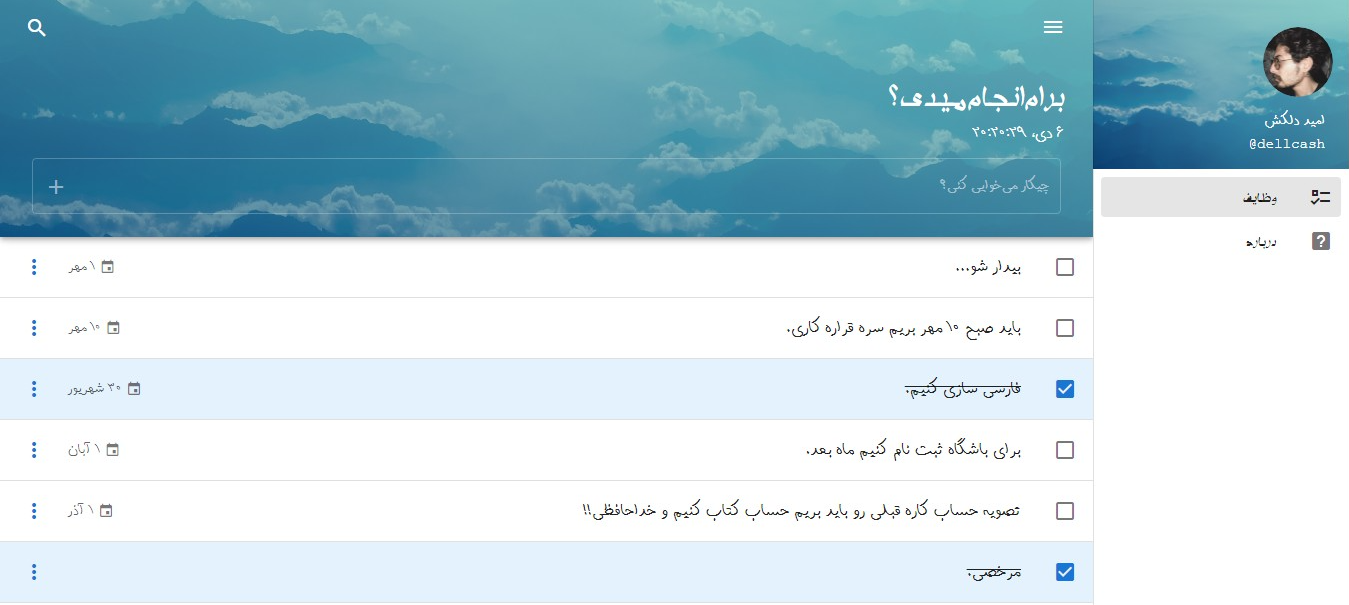 برام‌انجام‌میدی؟
۶ دی، ۲۰:۲۰:۲۹
چیکار می‌خوایی کنی؟
امید دلکش
@dellcash
وظایف
درباره
بیدار شو...
۱ مهر
باید صبح ۱۰ مهر بریم سره قراره کاری.
۱۰ مهر
فارسی سازی کنیم.
۳۰ شهریور
برای باشگاه ثبت نام کنیم ماه بعد.
۱ آبان
تصویه حساب کاره قبلی رو باید بریم حساب کتاب کنیم و خداحافظی!!
۱ آذر
مرخصی.